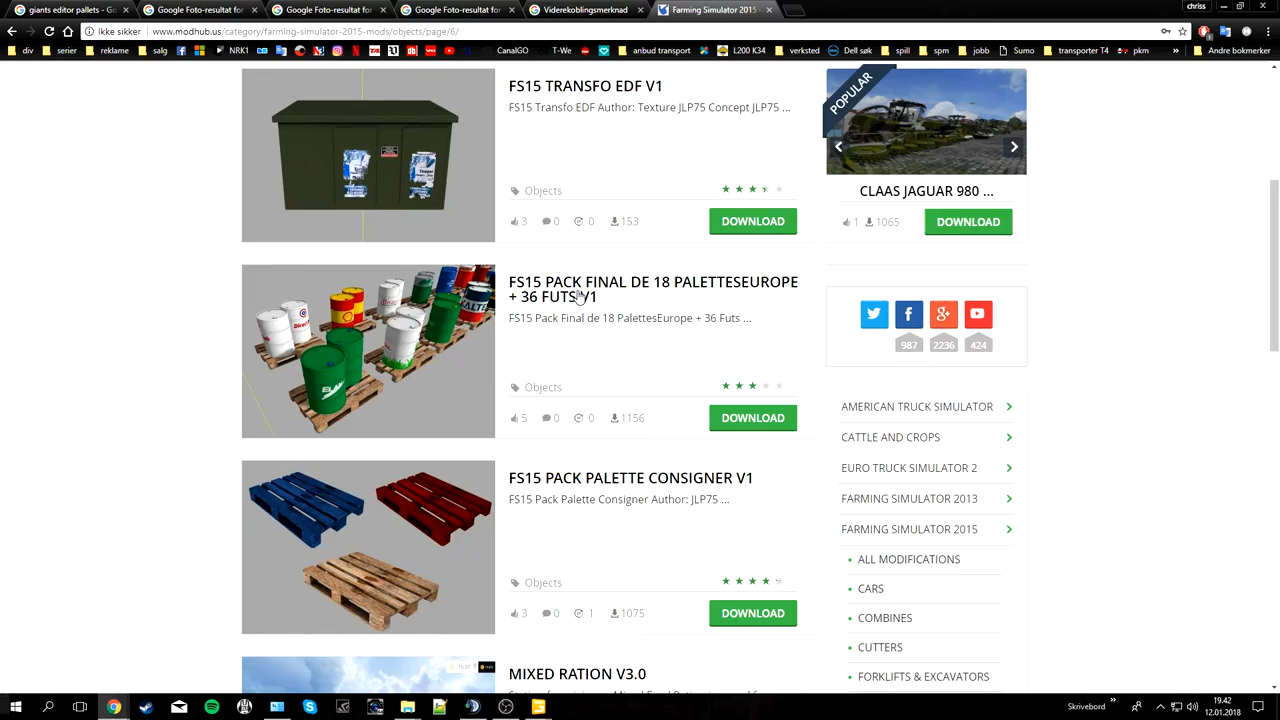 giants editor pallets - Go
Google Foto-resultat for
Google Foto-resultat for
Google Foto-resultat for
Viderekoblingsmerknad
Farming Simulator 2015
chriss
Ikke sikker
www.modhub.us/category/farming-simulator-2015-mods/objects/page/6/
div
serier
reklam
salg
NRK1
div.
CanalGO
T-We
anbud transport
L200 K34
verksted
Dell søk
spill
spm
jobb
Sumo
transporter T4
pkm
Andre bokmerker
FS15 TRANSFO EDF V1
FS15 Transfo EDF Author: Texture JLP75 Concept JLP75 ...
Objects
3
0
0
153
DOWNLOAD
POPULAR
CLAAS JAGUAR 980 ...
1
1065
DOWNLOAD
FS15 PACK FINAL DE 18 PALETTESEUROPE
+ 36 FUTS V1
FS15 Pack Final de 18 PalettesEurope + 36 Futs ...
ELAN
Objects
5
0
0
1156
DOWNLOAD
987
2236
424
AMERICAN TRUCK SIMULATOR
CATTLE AND CROPS
EURO TRUCK SIMULATOR 2
FARMING SIMULATOR 2013
FARMING SIMULATOR 2015
ALL MODIFICATIONS
CARS
COMBINES
CUTTERS
FORKLIFTS & EXCAVATORS
FS15 PACK PALETTE CONSIGNER V1
FS15 Pack Palette Consigner Author: JLP75 ...
Objects
3
0
1
1075
DOWNLOAD
MIXED RATION V3.0
Skrivebord
19.42
12.01.2018